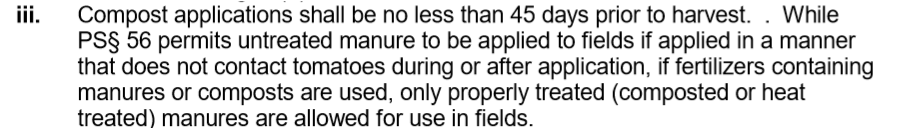 iii. Compost applications shall be no less than 45 days prior to harvest. . While
PS§ 56 permits untreated manure to be applied to fields if applied in a manner
that does not contact tomatoes during or after application, if fertilizers containing
manures or composts are used, only properly treated (composted or heat
treated) manures are allowed for use in fields.